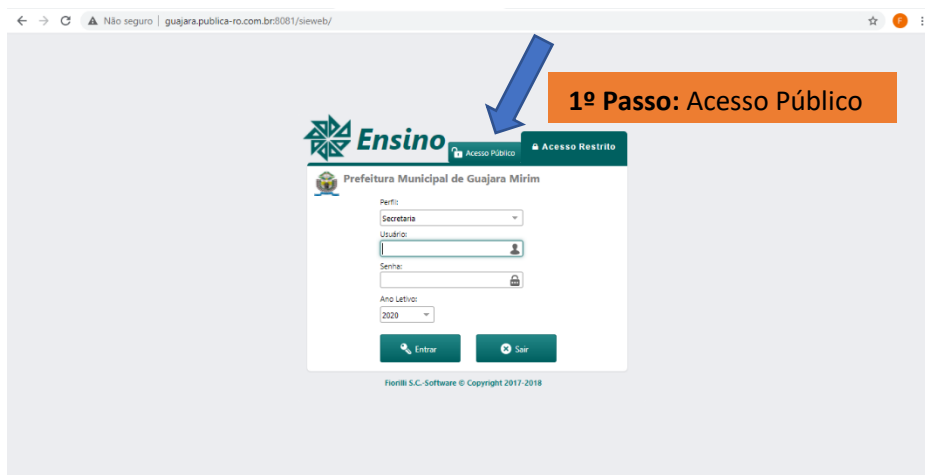 Não seguro | guajara.publica-ro.com.br:8081/sieweb/
F
1º Passo: Acesso Público
Ensino
Acesso Público
Acesso Restrito
Prefeitura Municipal de Guajara Mirim
Perfil:
Secretaria
Usuário:
Senha:
Ano Letivo:
2020
Entrar
Sair
Fiorilli S.C.-Software © Copyright 2017-2018